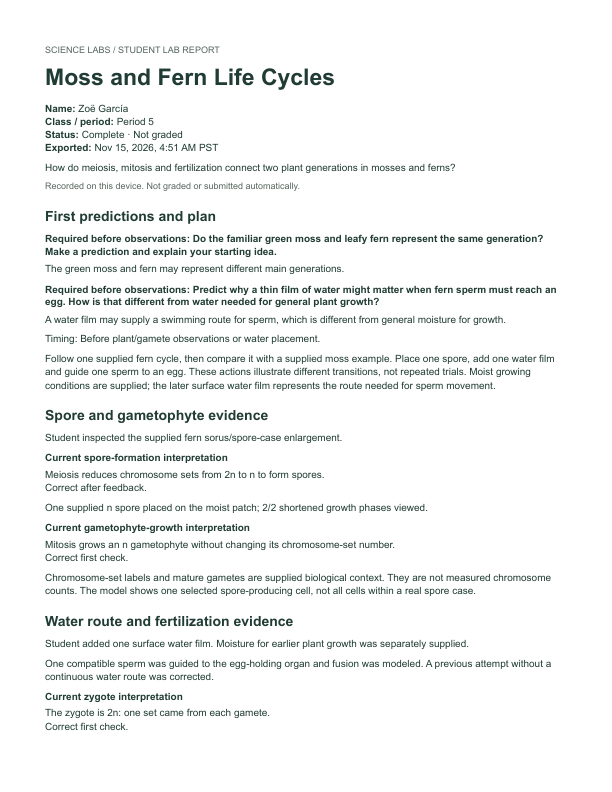 SCIENCE LABS / STUDENT LAB REPORT
Moss and Fern Life Cycles
Name: Zoë García
Class / period: Period 5
Status: Complete · Not graded
Exported: Nov 15, 2026, 4:51 AM PST
How do meiosis, mitosis and fertilization connect two plant generations in mosses and ferns?
Recorded on this device. Not graded or submitted automatically.
First predictions and plan
Required before observations: Do the familiar green moss and leafy fern represent the same generation?
Make a prediction and explain your starting idea.
The green moss and fern may represent different main generations.
Required before observations: Predict why a thin film of water might matter when fern sperm must reach an
egg. How is that different from water needed for general plant growth?
A water film may supply a swimming route for sperm, which is different from general moisture for growth.
Timing: Before plant/gamete observations or water placement.
Follow one supplied fern cycle, then compare it with a supplied moss example. Place one spore, add one water film
and guide one sperm to an egg. These actions illustrate different transitions, not repeated trials. Moist growing
conditions are supplied; the later surface water film represents the route needed for sperm movement.
Spore and gametophyte evidence
Student inspected the supplied fern sorus/spore-case enlargement.
Current spore-formation interpretation
Meiosis reduces chromosome sets from 2n to n to form spores.
Correct after feedback.
One supplied n spore placed on the moist patch; 2/2 shortened growth phases viewed.
Current gametophyte-growth interpretation
Mitosis grows an n gametophyte without changing its chromosome-set number.
Correct first check.
Chromosome-set labels and mature gametes are supplied biological context. They are not measured chromosome
counts. The model shows one selected spore-producing cell, not all cells within a real spore case.
Water route and fertilization evidence
Student added one surface water film. Moisture for earlier plant growth was separately supplied.
One compatible sperm was guided to the egg-holding organ and fusion was modeled. A previous attempt without a
continuous water route was corrected.
Current zygote interpretation
The zygote is 2n: one set came from each gamete.
Correct first check.